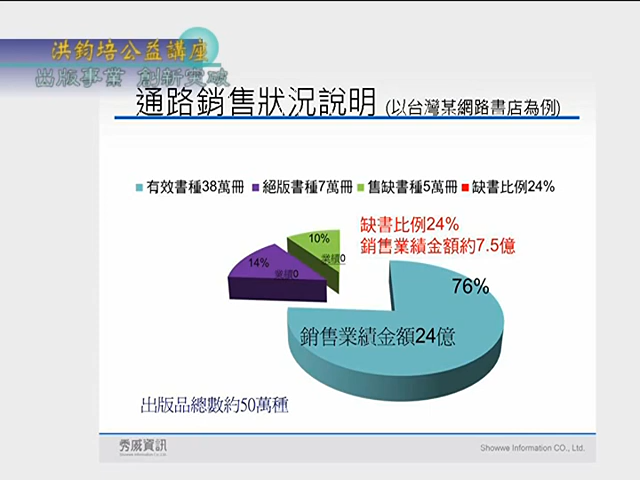 洪鈞培公益講座
出版事業 創新突破
通路銷售狀況說明 (以台灣某網路書店為例)
有效書種38萬冊 絕版書種7萬冊 售缺書種5萬冊 缺書比例24%
缺書比例24%
銷售業績金額約7.5億
10%
業績0
14%
業績0
76%
銷售業績金額24億
出版品總數約50萬種
秀威資訊
Showwe Information CO., Ltd.